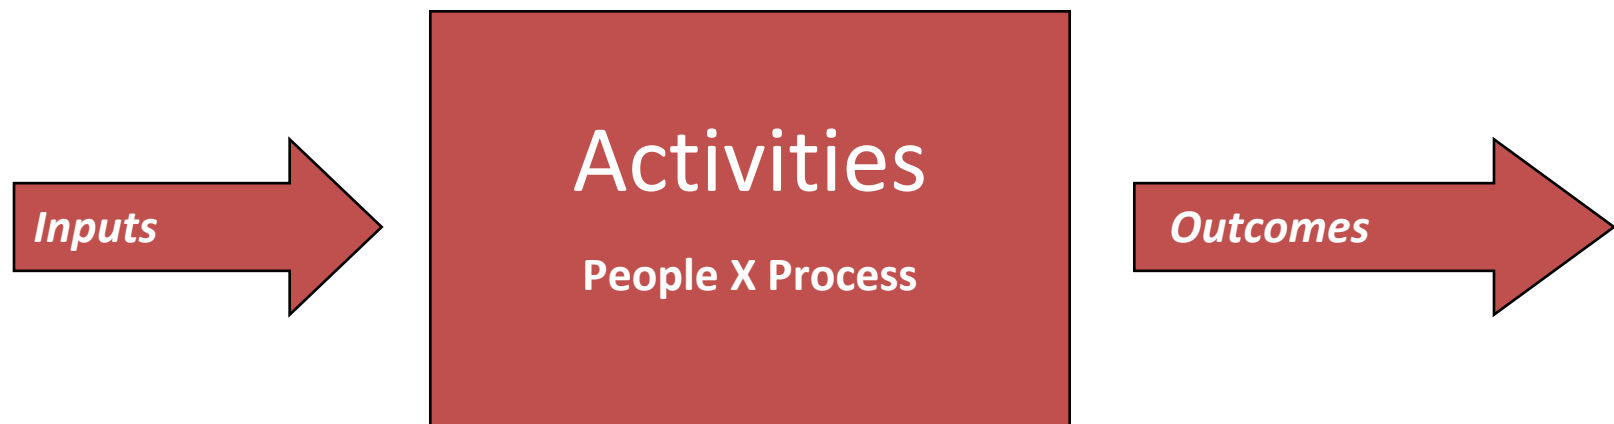 Inputs
Activities
People X Process
Outcomes